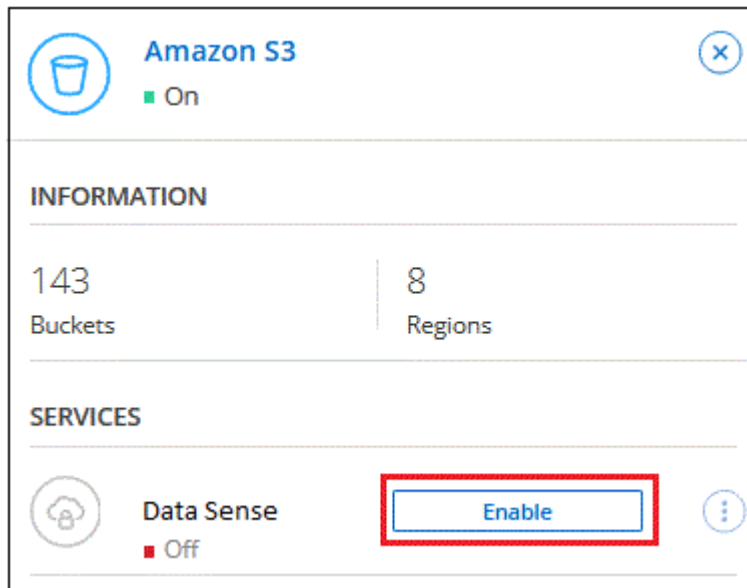 Amazon S3
On
INFORMATION
143
Buckets
8
Regions
SERVICES
Data Sense
Enable
Off